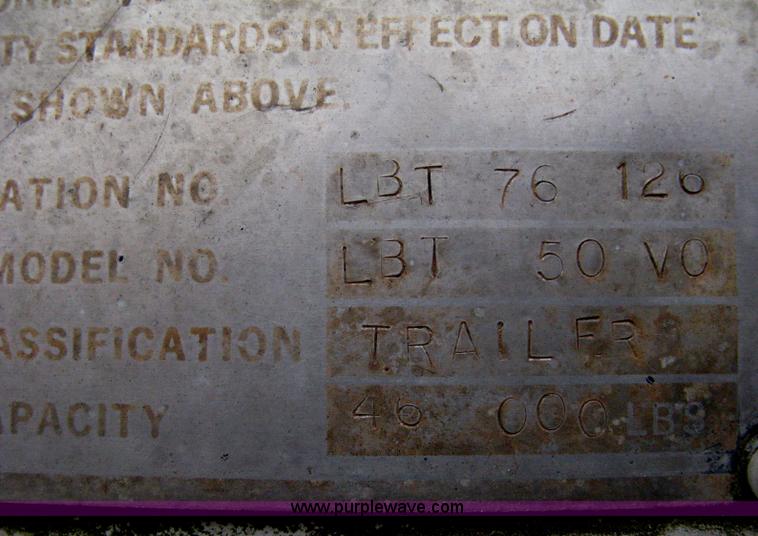 TY STANDARDS IN EFFECT ON DATE
SHOWN ABOVE.
ATION NO. LBT 76 126
MODEL NO. LBT 50 VO
ASSIFICATION TRAILER
APACITY 46 000 LBS
www.purplewave.com